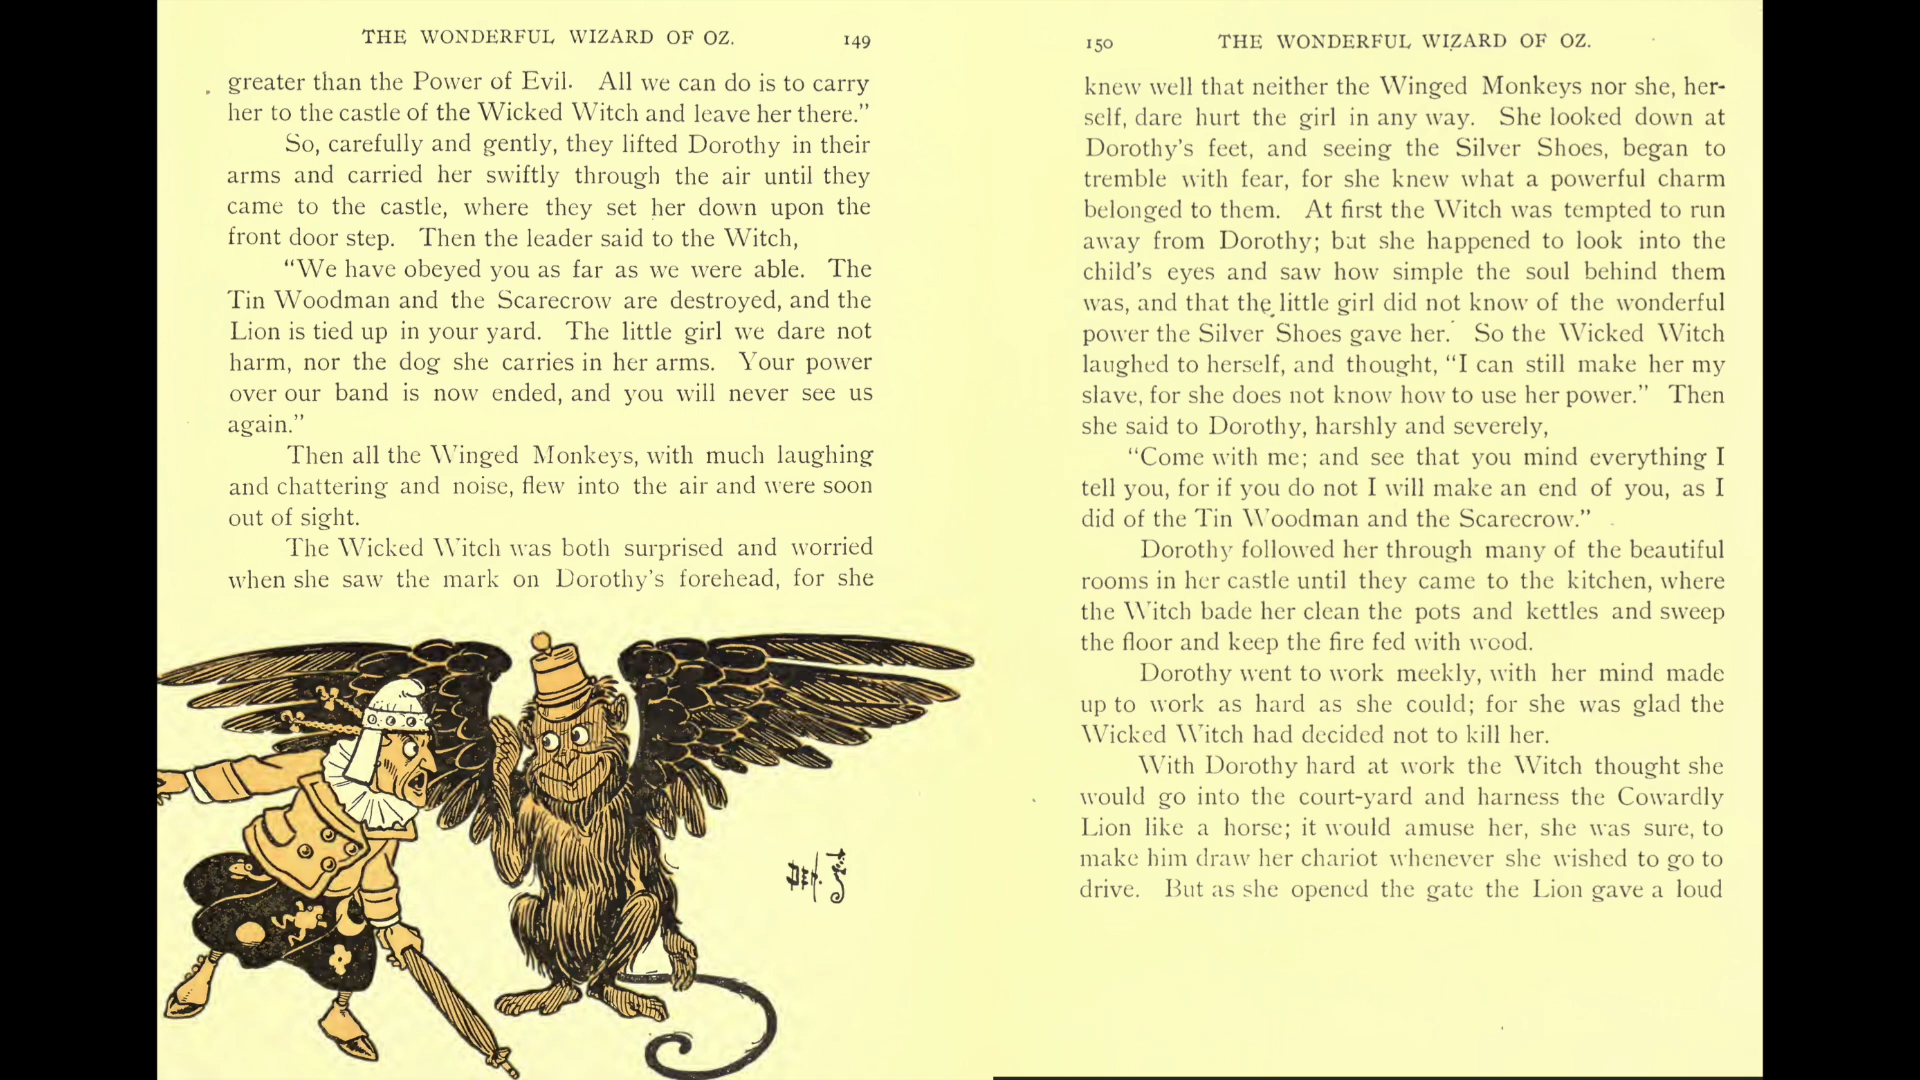 THE WONDERFUL WIZARD OF OZ. 149
greater than the Power of Evil. All we can do is to carry
her to the castle of the Wicked Witch and leave her there.”
So, carefully and gently, they lifted Dorothy in their
arms and carried her swiftly through the air until they
came to the castle, where they set her down upon the
front door step. Then the leader said to the Witch,
“We have obeyed you as far as we were able. The
Tin Woodman and the Scarecrow are destroyed, and the
Lion is tied up in your yard. The little girl we dare not
harm, nor the dog she carries in her arms. Your power
over our band is now ended, and you will never see us
again.”
Then all the Winged Monkeys, with much laughing
and chattering and noise, flew into the air and were soon
out of sight.
The Wicked Witch was both surprised and worried
when she saw the mark on Dorothy’s forehead, for she
150 THE WONDERFUL WIZARD OF OZ.
knew well that neither the Winged Monkeys nor she, her-
self, dare hurt the girl in any way. She looked down at
Dorothy’s feet, and seeing the Silver Shoes, began to
tremble with fear, for she knew what a powerful charm
belonged to them. At first the Witch was tempted to run
away from Dorothy; but she happened to look into the
child’s eyes and saw how simple the soul behind them
was, and that the little girl did not know of the wonderful
power the Silver Shoes gave her. So the Wicked Witch
laughed to herself, and thought, “I can still make her my
slave, for she does not know how to use her power.” Then
she said to Dorothy, harshly and severely,
“Come with me; and see that you mind everything I
tell you, for if you do not I will make an end of you, as I
did of the Tin Woodman and the Scarecrow.”
Dorothy followed her through many of the beautiful
rooms in her castle until they came to the kitchen, where
the Witch bade her clean the pots and kettles and sweep
the floor and keep the fire fed with wood.
Dorothy went to work meekly, with her mind made
up to work as hard as she could; for she was glad the
Wicked Witch had decided not to kill her.
With Dorothy hard at work the Witch thought she
would go into the court-yard and harness the Cowardly
Lion like a horse; it would amuse her, she was sure, to
make him draw her chariot whenever she wished to go to
drive. But as she opened the gate the Lion gave a loud